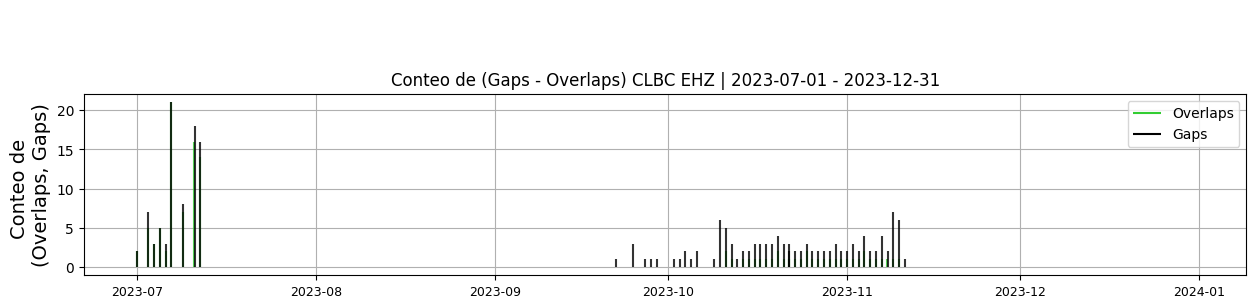 Conteo de (Gaps - Overlaps) CLBC EHZ | 2023-07-01 - 2023-12-31
Conteo de
(Overlaps, Gaps)
20
15
10
5
0
Overlaps
Gaps
2023-07
2023-08
2023-09
2023-10
2023-11
2023-12
2024-01